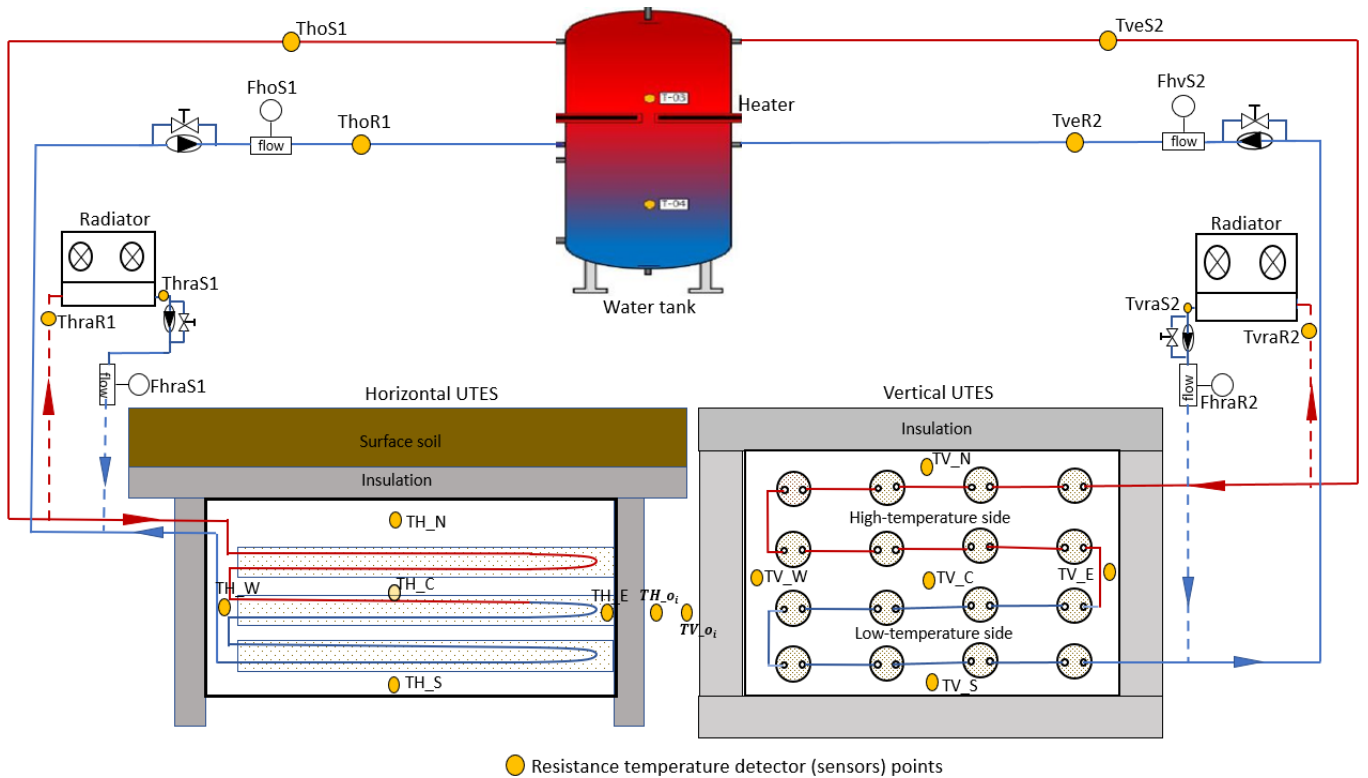 ThoS1
TveS2
FhoS1
T-03
Heater
FhvS2
flow
ThoR1
TveR2
flow
T-04
Radiator
Radiator
ThraS1
Water tank
TvraS2
ThraR1
TvraR2
flow
FhraS1
flow
FhraR2
Horizontal UTES
Vertical UTES
Surface soil
Insulation
Insulation
TV_N
TH_N
High-temperature side
TH_W
TH_C
TH_E
TH_oi
TV_oi
TV_W
TV_C
TV_E
Low-temperature side
TH_S
TV_S
Resistance temperature detector (sensors) points